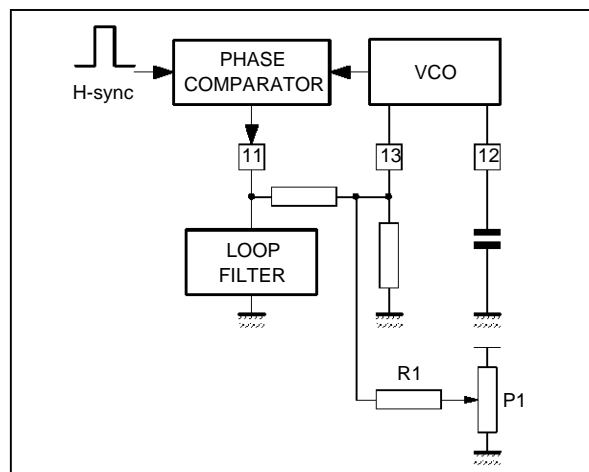 PHASE
COMPARATOR
VCO
H-sync
11
13
12
LOOP
FILTER
R1
P1